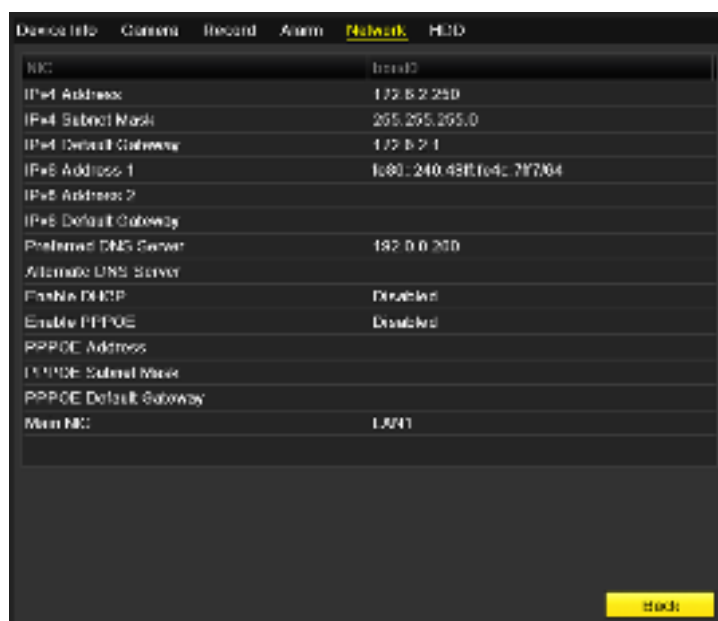 Device Info Camera Record Alarm Network HDD
NIC bond0
IPv4 Address 172.6.2.250
IPv4 Subnet Mask 255.255.255.0
IPv4 Default Gateway 172.6.2.1
IPv6 Address 1
IPv6 Address 2
IPv6 Default Gateway
Preferred DNS Server 192.0.0.200
Alternate DNS Server
Enable DHCP Disabled
Enable PPPOE Disabled
PPPOE Address
PPPOE Subnet Mask
PPPOE Default Gateway
Main NIC LAN1
Back